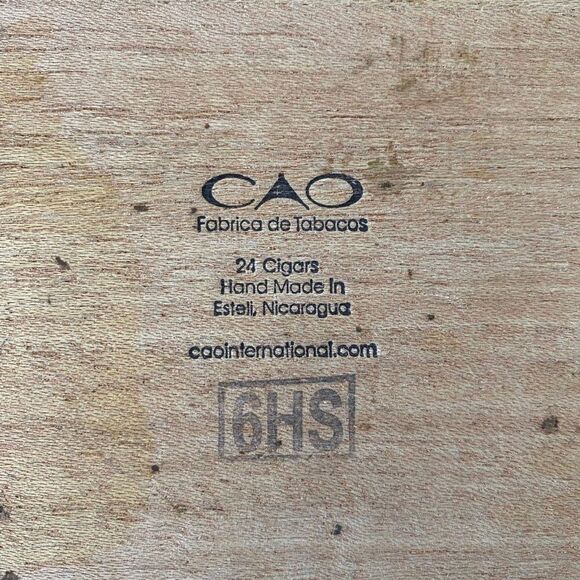 CAO
Fabrica de Tabacos
24 Cigars
Hand Made In
Esteli, Nicaragua
caointernational.com
6HS